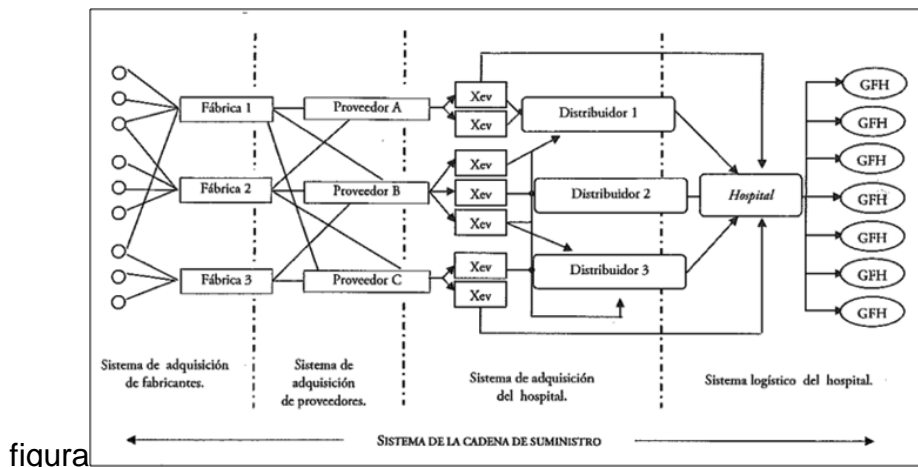 Fábrica 1
Proveedor A
Xev
Xev
Distribuidor 1
GFH
GFH
GFH
Fábrica 2
Proveedor B
Xev
Xev
Xev
Distribuidor 2
Hospital
GFH
GFH
Fábrica 3
Proveedor C
Xev
Xev
Distribuidor 3
GFH
GFH
Sistema de adquisición
de fabricantes.
Sistema de
adquisición
de proveedores.
Sistema de adquisición
del hospital.
Sistema logístico del hospital.
SISTEMA DE LA CADENA DE SUMINISTRO
figura